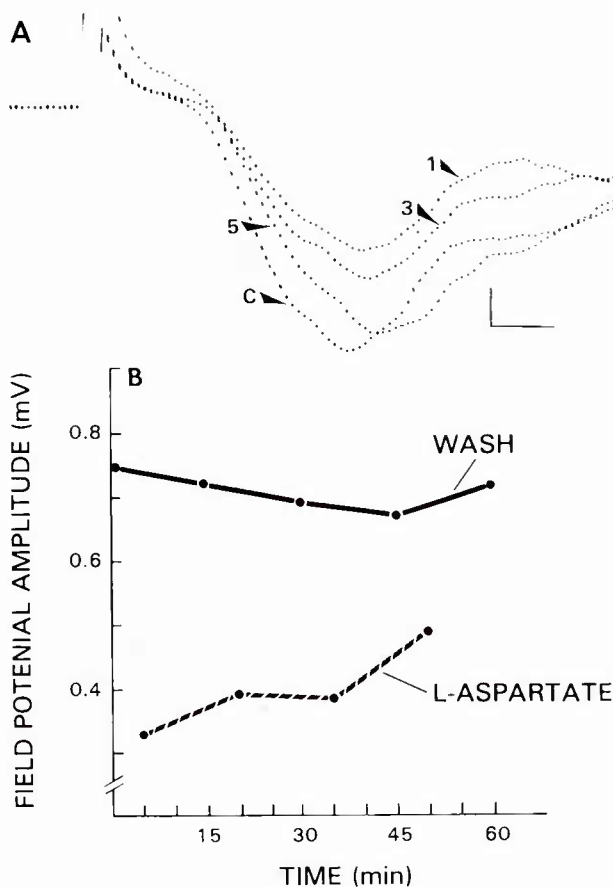 A
1
3
5
C
B
FIELD POTENIAL AMPLITUDE (mV)
0.8
0.6
0.4
WASH
L-ASPARTATE
15 30 45 60
TIME (min)